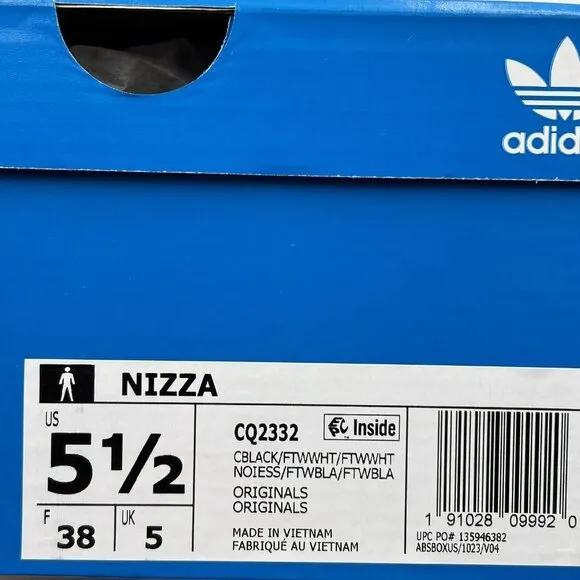 adid
NIZZA
US
5½
F
38
UK
5
CQ2332
Inside
CBLACK/FTWWHT/FTWWHT
NOIESS/FTWBLA/FTWBLA
ORIGINALS
ORIGINALS
MADE IN VIETNAM
FABRIQUÉ AU VIETNAM
1 91028 09992 0
UPC PO# 135946382
ABSBOXUS/1023/V04